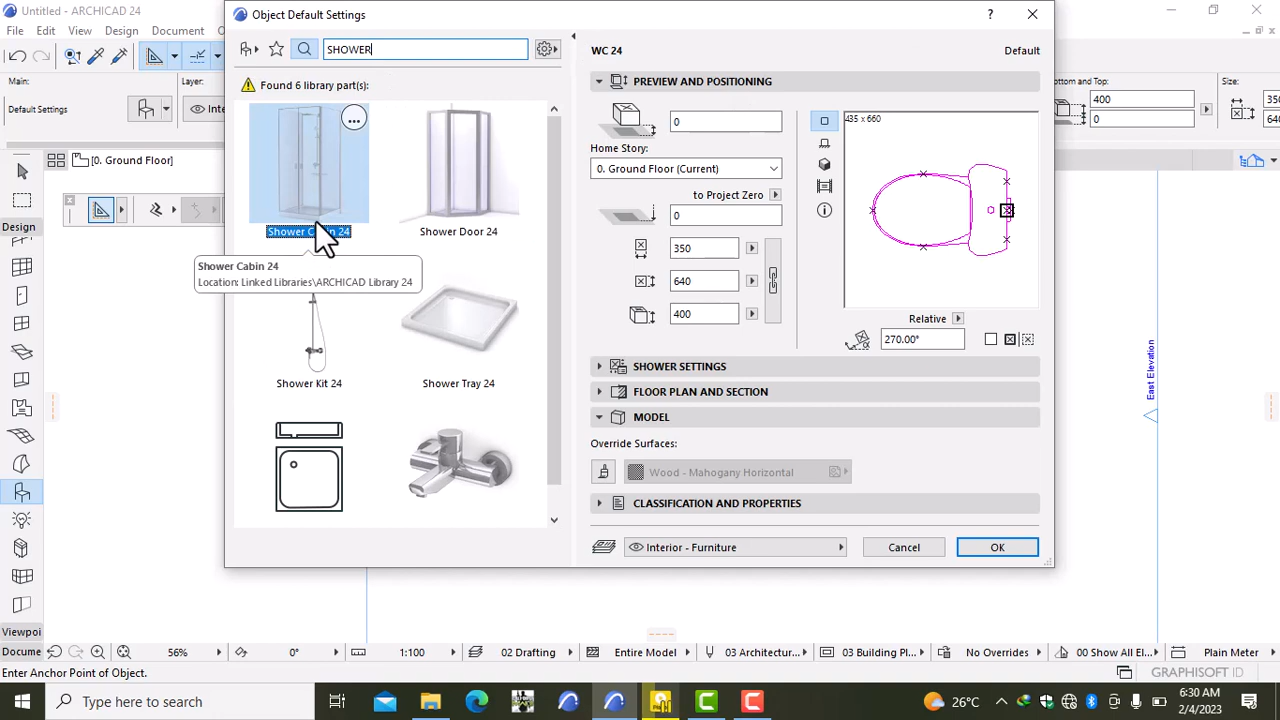 Untitled - ARCHICAD 24
File
Edit
View
Design
Main:
Default Settings
Layer:
[0. Ground Floor]
Design
Viewpoi
Docume
Object Default Settings
?
SHOWER
Found 6 library part(s):
Shower Cabin 24
Shower Door 24
Shower Cabin 24
Location: Linked Libraries\ARCHICAD Library 24
Shower Kit 24
Shower Tray 24
WC 24
Default
PREVIEW AND POSITIONING
0
Home Story:
0. Ground Floor (Current)
to Project Zero
0
350
640
400
435 x 660
Relative
270.00°
SHOWER SETTINGS
FLOOR PLAN AND SECTION
MODEL
Override Surfaces:
Wood - Mahogany Horizontal
CLASSIFICATION AND PROPERTIES
Interior - Furniture
Cancel
OK
ottom and Top:
400
0
Size:
350
640
East Elevation
56%
0°
1:100
02 Drafting
Entire Model
03 Architectur...
03 Building Pl...
No Overrides
00 Show All El...
Plain Meter
Enter Anchor Point of Object.
GRAPHISOFT ID
Type here to search
26°C
6:30 AM
2/4/2023